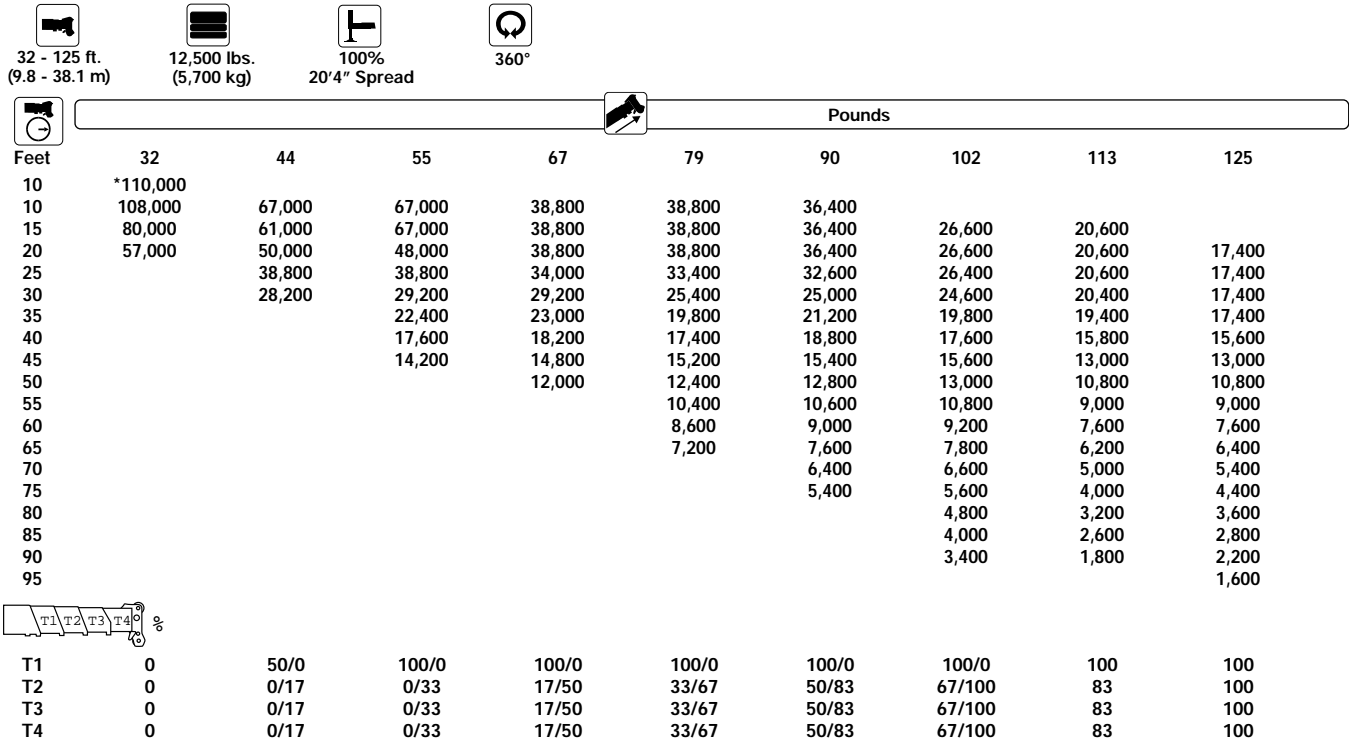 32 - 125 ft. 12,500 lbs. 100% 360°
(9.8 - 38.1 m) (5,700 kg) 20'4" Spread
Pounds
Feet 32 44 55 67 79 90 102 113 125
10 *110,000
10 108,000 67,000 67,000 38,800 38,800 36,400
15 80,000 61,000 67,000 38,800 38,800 36,400 26,600 20,600
20 57,000 50,000 48,000 38,800 38,800 36,400 26,600 20,600 17,400
25 38,800 38,800 34,000 33,400 32,600 26,400 20,600 17,400
30 28,200 29,200 29,200 25,400 25,000 24,600 20,400 17,400
35 22,400 23,000 19,800 21,200 19,800 19,400 17,400
40 17,600 18,200 17,400 18,800 17,600 15,800 15,600
45 14,200 14,800 15,200 15,400 15,600 13,000 13,000
50 12,000 12,400 12,800 13,000 10,800 10,800
55 10,400 10,600 10,800 9,000 9,000
60 8,600 9,000 9,200 7,600 7,600
65 7,200 7,600 7,800 6,200 6,400
70 6,400 6,600 5,000 5,400
75 5,400 5,600 4,000 4,400
80 4,800 3,200 3,600
85 4,000 2,600 2,800
90 3,400 1,800 2,200
95 1,600
T1 T2 T3 T4 %
T1 0 50/0 100/0 100/0 100/0 100/0 100/0 100 100
T2 0 0/17 0/33 17/50 33/67 50/83 67/100 83 100
T3 0 0/17 0/33 17/50 33/67 50/83 67/100 83 100
T4 0 0/17 0/33 17/50 33/67 50/83 67/100 83 100